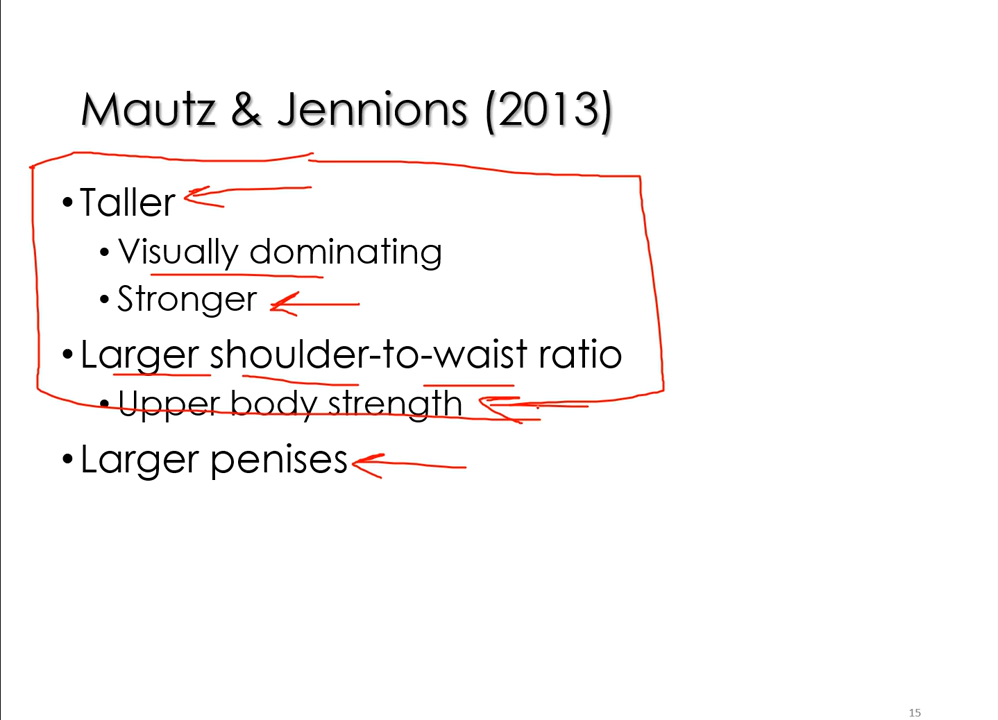 Mautz & Jennions (2013)
•Taller
•Visually dominating
•Stronger
•Larger shoulder-to-waist ratio
•Upper body strength
•Larger penises
15